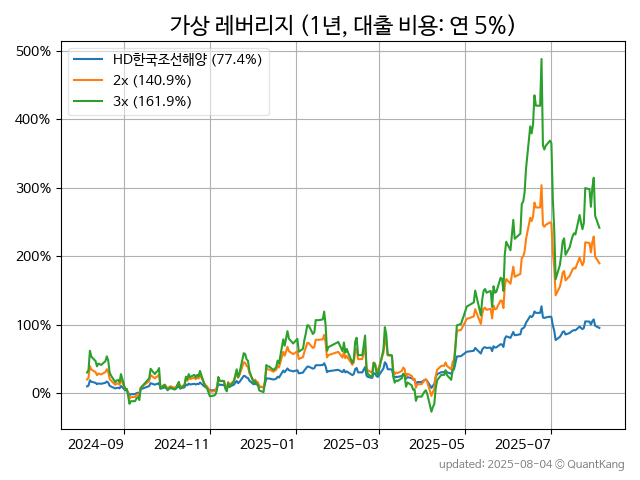 가상 레버리지 (1년, 대출 비용: 연 5%)
500%
400%
300%
200%
100%
0%
HD한국조선해양 (77.4%)
2x (140.9%)
3x (161.9%)
2024-09 2024-11 2025-01 2025-03 2025-05 2025-07
updated: 2025-08-04 © QuantKang